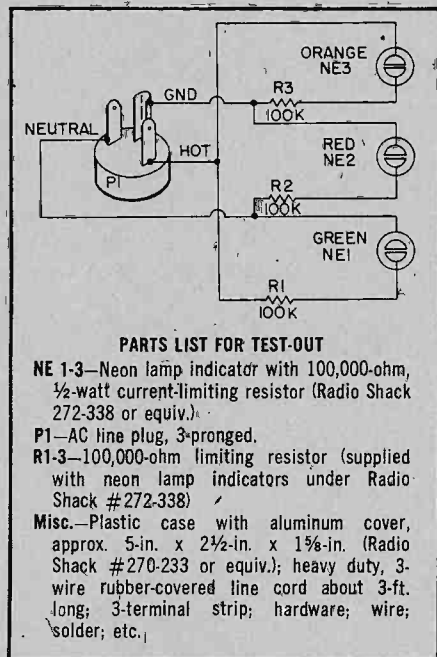 ORANGE
NE3
GND
R3
100K
NEUTRAL
RED
NE2
HOT
P1
R2
100K
GREEN
NE1
R1
100K
PARTS LIST FOR TEST-OUT
NE 1-3—Neon lamp indicator with 100,000-ohm,
½-watt current-limiting resistor (Radio Shack
272-338 or equiv.)
P1—AC line plug, 3-pronged.
R1-3—100,000-ohm limiting resistor (supplied
with neon lamp indicators under Radio
Shack #272-338)
Misc.—Plastic case with aluminum cover,
approx. 5-in. x 2½-in. x 1⅝-in. (Radio
Shack #270-233 or equiv.); heavy duty, 3-
wire rubber-covered line cord about 3-ft.
long; 3-terminal strip; hardware; wire;
solder; etc.